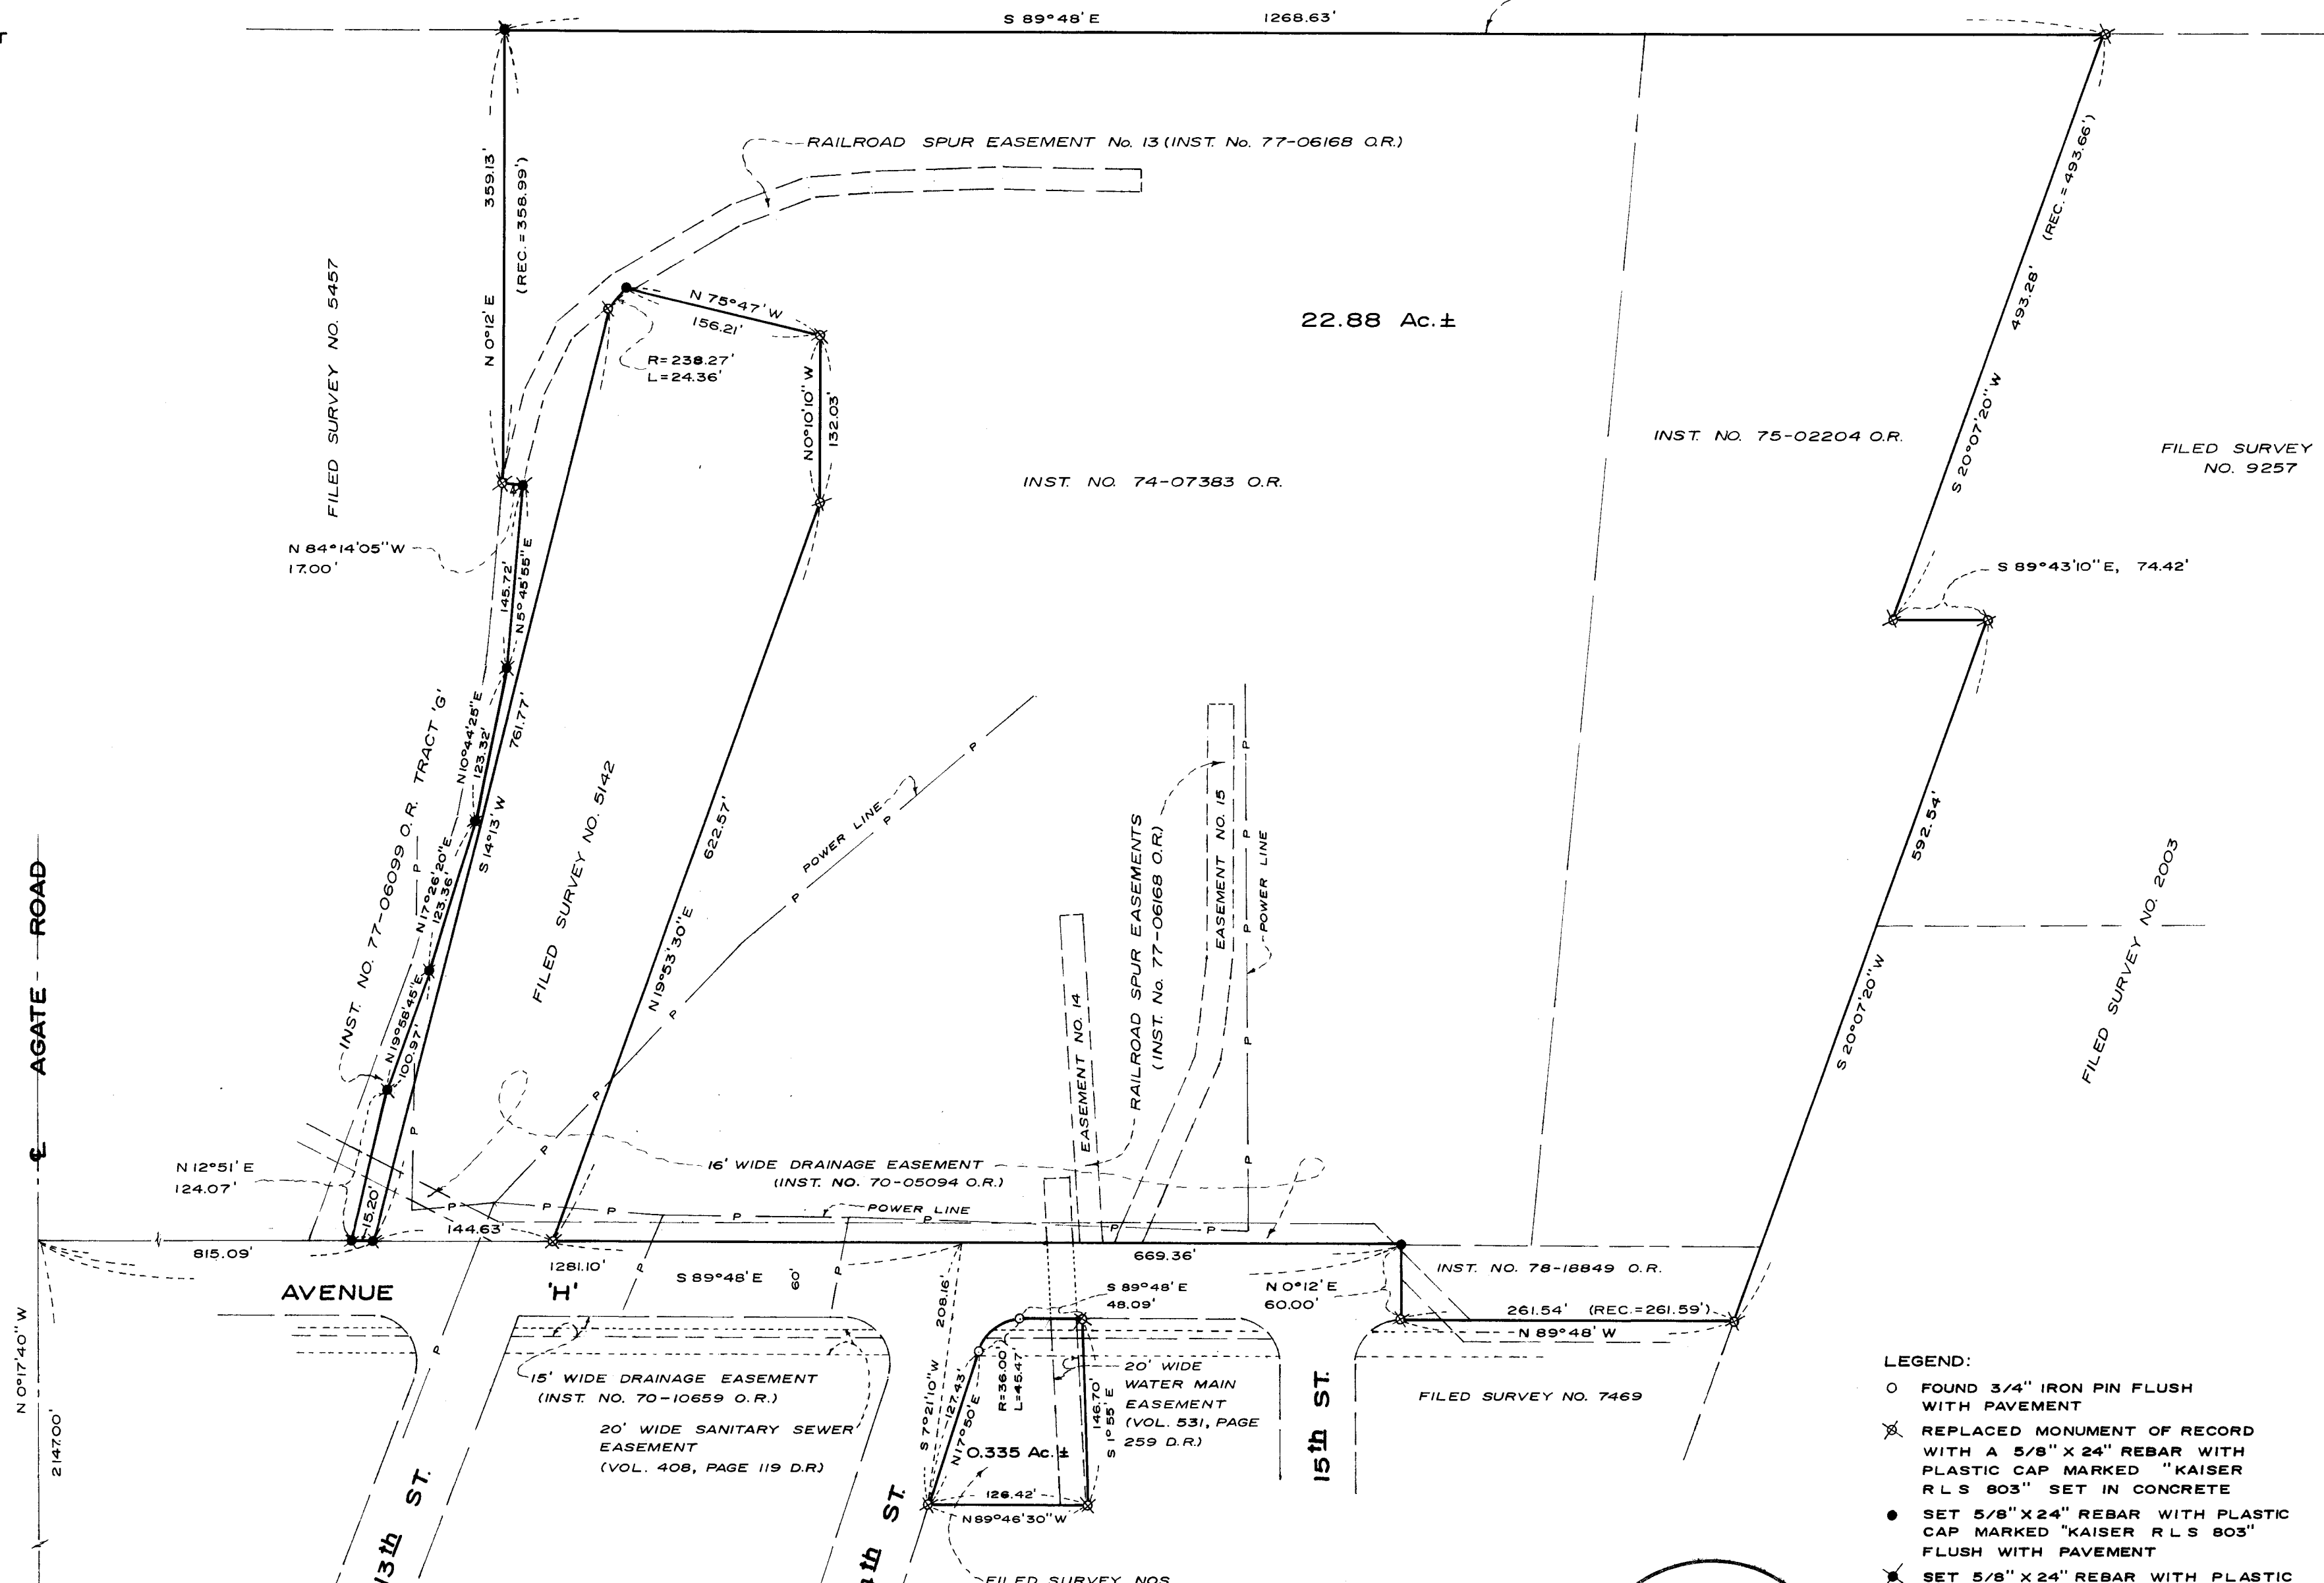 S 89°48' E 1268.63'
RAILROAD SPUR EASEMENT No. 13 (INST. No. 77-06168 O.R.)
359.13'
(REC. = 358.99')
N 0°12' E
FILED SURVEY NO. 5457
N 75°47' W
156.21'
R=238.27'
L=24.36'
N0°10'10" W
132.03'
22.88 Ac.±
(REC. = 493.66')
493.28'
S 20°07'20" W
INST. NO. 75-02204 O.R.
FILED SURVEY
NO. 9257
INST. NO. 74-07383 O.R.
N 84°14'05" W
17.00'
145.72'
N5°45'55" E
S 89°43'10" E, 74.42'
INST. NO. 77-06099 O.R. TRACT 'G'
N10°44'25" E
123.32'
761.77'
S 14°13' W
N17°26'20" E
123.36'
N19°58'45" E
100.97'
FILED SURVEY NO. 5142
622.57'
N 19°53'30" E
POWER LINE
P
P
P
P
P
P
RAILROAD SPUR EASEMENTS
(INST. No. 77-06168 O.R.)
EASEMENT NO. 15
EASEMENT NO. 14
P
P
P
P
P
POWER LINE
592.54'
S 20°07'20" W
FILED SURVEY NO. 2003
℄ AGATE ROAD
N 12°51' E
124.07'
P
P
16' WIDE DRAINAGE EASEMENT
(INST. NO. 70-05094 O.R.)
P
P
P
P
P
P
POWER LINE
815.09'
15.20'
144.63'
1281.10'
S 89°48' E
60'
669.36'
AVENUE 'H'
P
P
P
208.16'
S 7°21'10" W
S 89°48' E
48.09'
N 0°12' E
60.00'
INST. NO. 78-18849 O.R.
261.54' (REC.=261.59')
N 89°48' W
N 0°17'40" W
2147.00'
15' WIDE DRAINAGE EASEMENT
(INST. NO. 70-10659 O.R.)
20' WIDE SANITARY SEWER
EASEMENT
(VOL. 408, PAGE 119 D.R.)
127.43'
N17°50' E
R=36.00'
L=45.47
146.70'
S 1°55' E
20' WIDE
WATER MAIN
EASEMENT
(VOL. 531, PAGE
259 D.R.)
0.335 Ac.±
126.42'
N89°46'30" W
13th ST.
ST.
15th ST.
FILED SURVEY NO. 7469
FILED SURVEY NOS.
LEGEND:
FOUND 3/4" IRON PIN FLUSH
WITH PAVEMENT
REPLACED MONUMENT OF RECORD
WITH A 5/8" X 24" REBAR WITH
PLASTIC CAP MARKED "KAISER
R L S 803" SET IN CONCRETE
SET 5/8" X 24" REBAR WITH PLASTIC
CAP MARKED "KAISER R L S 803"
FLUSH WITH PAVEMENT
SET 5/8" X 24" REBAR WITH PLASTIC